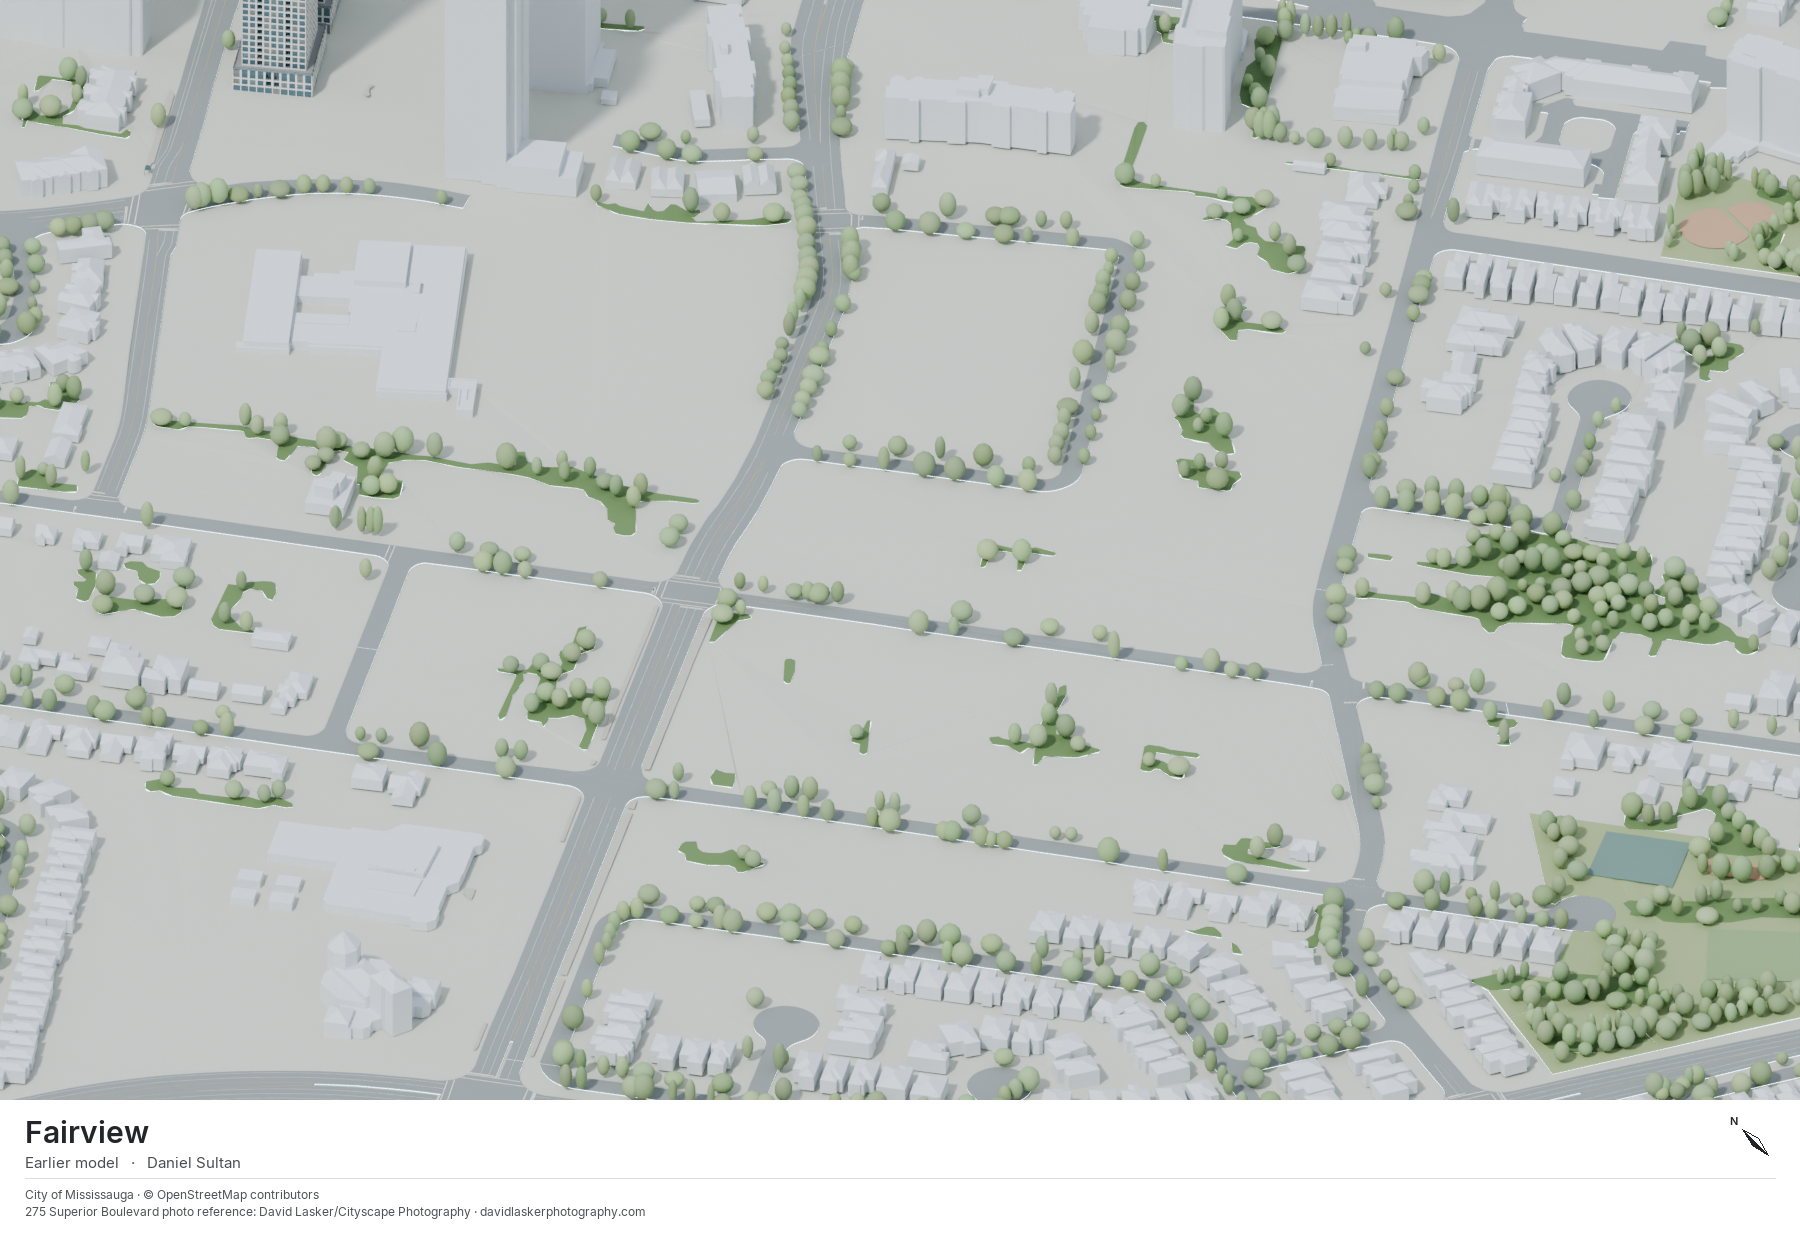 Fairview
N
Earlier model · Daniel Sultan
City of Mississauga · © OpenStreetMap contributors
275 Superior Boulevard photo reference: David Lasker/Cityscape Photography · davidlaskerphotography.com